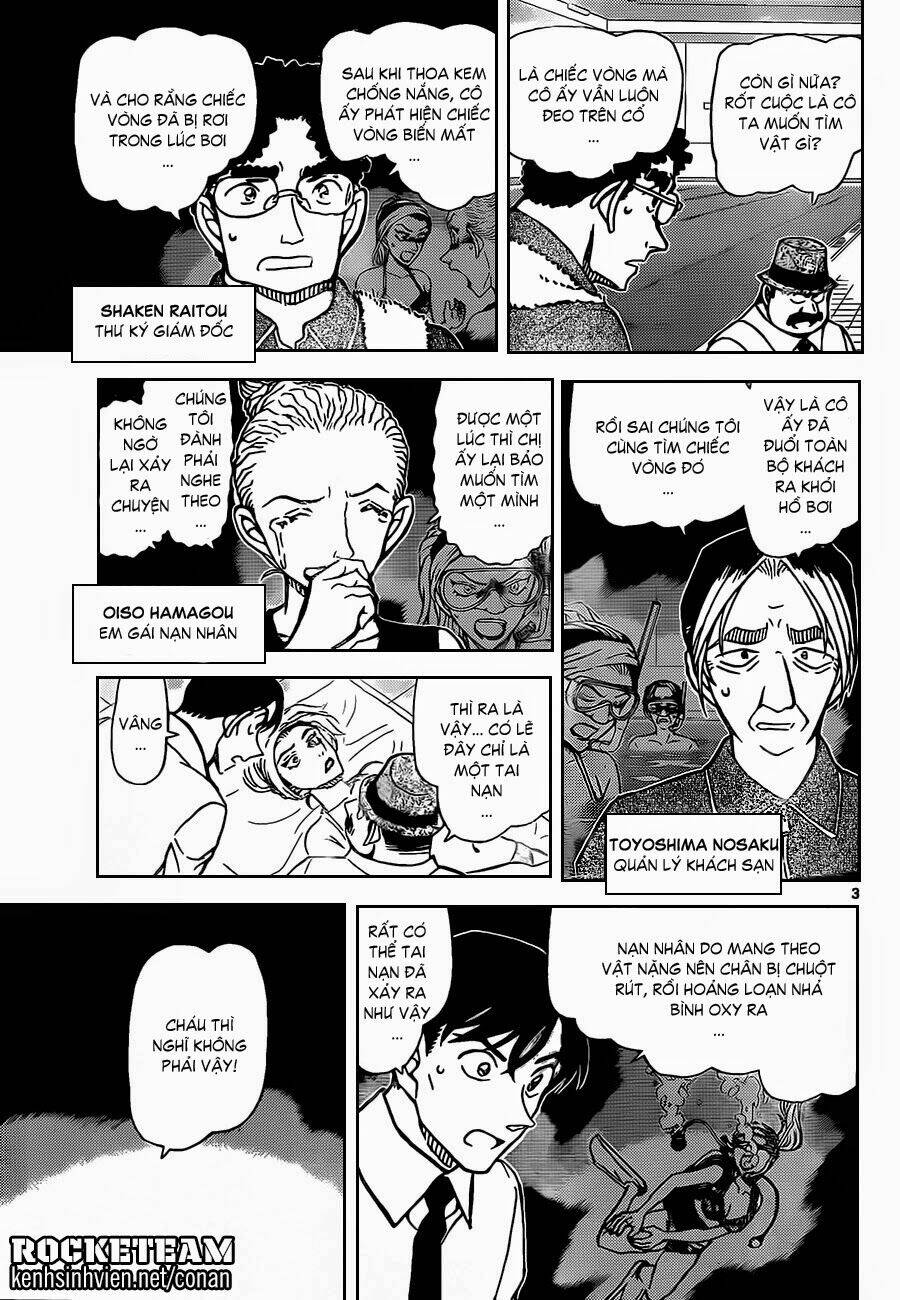 CÒN GÌ NỮA?
RỐT CUỘC LÀ CÔ
TA MUỐN TÌM
VẬT GÌ?
LÀ CHIẾC VÒNG MÀ
CÔ ẤY VẪN LUÔN
ĐEO TRÊN CỔ
...
SAU KHI THOA KEM
CHỐNG NẮNG, CÔ
ẤY PHÁT HIỆN CHIẾC
VÒNG BIẾN MẤT
...
VÀ CHO RẰNG CHIẾC
VÒNG ĐÃ BỊ RƠI
TRONG LÚC BƠI
...
SHAKEN RAITOU
THƯ KÝ GIÁM ĐỐC
VẬY LÀ CÔ
ẤY ĐÃ
ĐUỔI TOÀN
BỘ KHÁCH
RA KHỎI
HỒ BƠI
...
RỒI SAI CHÚNG TÔI
CÙNG TÌM CHIẾC
VÒNG ĐÓ
...
TOYOSHIMA NOSAKU
QUẢN LÝ KHÁCH SẠN
ĐƯỢC MỘT
LÚC THÌ CHỊ
ẤY LẠI BẢO
MUỐN TÌM
MỘT MÌNH
...
CHÚNG
TÔI
ĐÀNH
PHẢI
NGHE
THEO
...
KHÔNG
NGỜ
LẠI XẢY
RA
CHUYỆN
...
OISO HAMAGOU
EM GÁI NẠN NHÂN
THÌ RA LÀ
VẬY... CÓ LẼ
ĐÂY CHỈ LÀ
MỘT TAI
NẠN
VÂNG
...
3
NẠN NHÂN DO MANG THEO
VẬT NẶNG NÊN CHÂN BỊ CHUỘT
RÚT, RỒI HOẢNG LOẠN NHẢ
BÌNH OXY RA
...
RẤT CÓ
THỂ TAI
NẠN ĐÃ
XẢY RA
NHƯ VẬY
...
CHÁU THÌ
NGHĨ KHÔNG
PHẢI VẬY!
ROCKETEAM
kenhsinhvien.net/conan